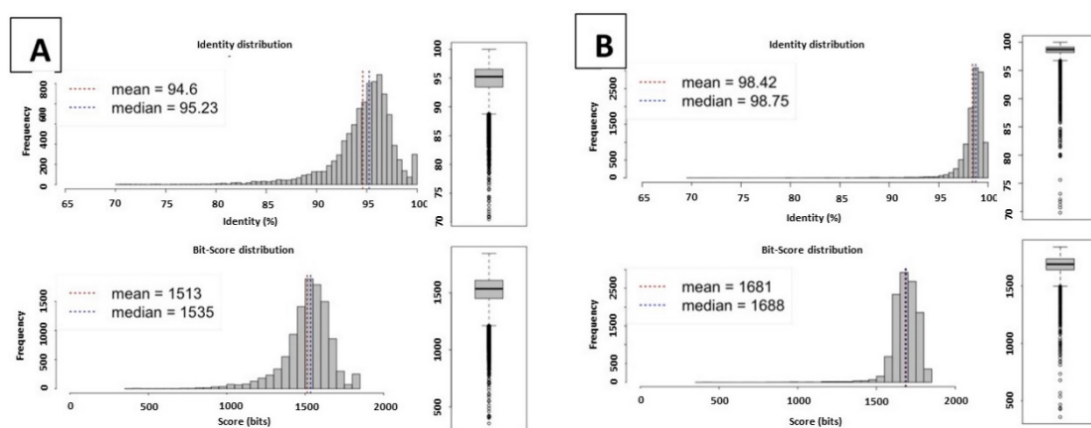 A
Identity distribution
mean = 94.6
median = 95.23
Frequency
0 200 400 600 800
65 70 75 80 85 90 95 100
Identity (%)
70 75 80 85 90 95 100
Bit-Score distribution
mean = 1513
median = 1535
Frequency
0 500 1000 1500
0 500 1000 1500 2000
Score (bits)
500 1000 1500
B
Identity distribution
mean = 98.42
median = 98.75
Frequency
0 500 1500 2500
65 70 75 80 85 90 95 100
Identity (%)
70 75 80 85 90 95 100
Bit-Score distribution
mean = 1681
median = 1688
Frequency
0 500 1500 2500
0 500 1000 1500 2000
Score (bits)
500 1000 1500